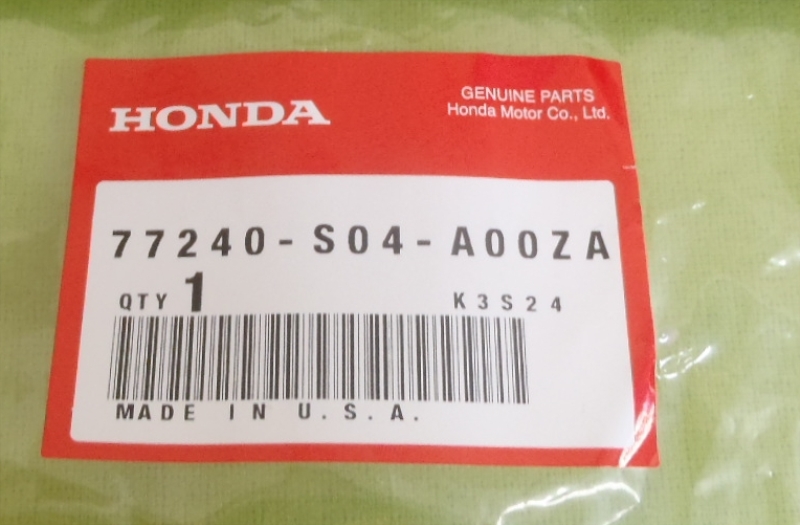 HONDA
GENUINE PARTS
Honda Motor Co., Ltd.
77240-S04-A00ZA
QTY 1 K3S24
MADE IN U.S.A.